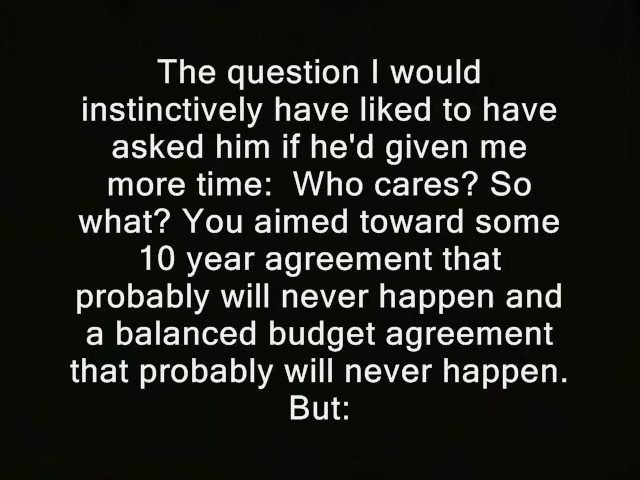 The question I would
instinctively have liked to have
asked him if he'd given me
more time:  Who cares? So
what? You aimed toward some
10 year agreement that
probably will never happen and
a balanced budget agreement
that probably will never happen.
But: